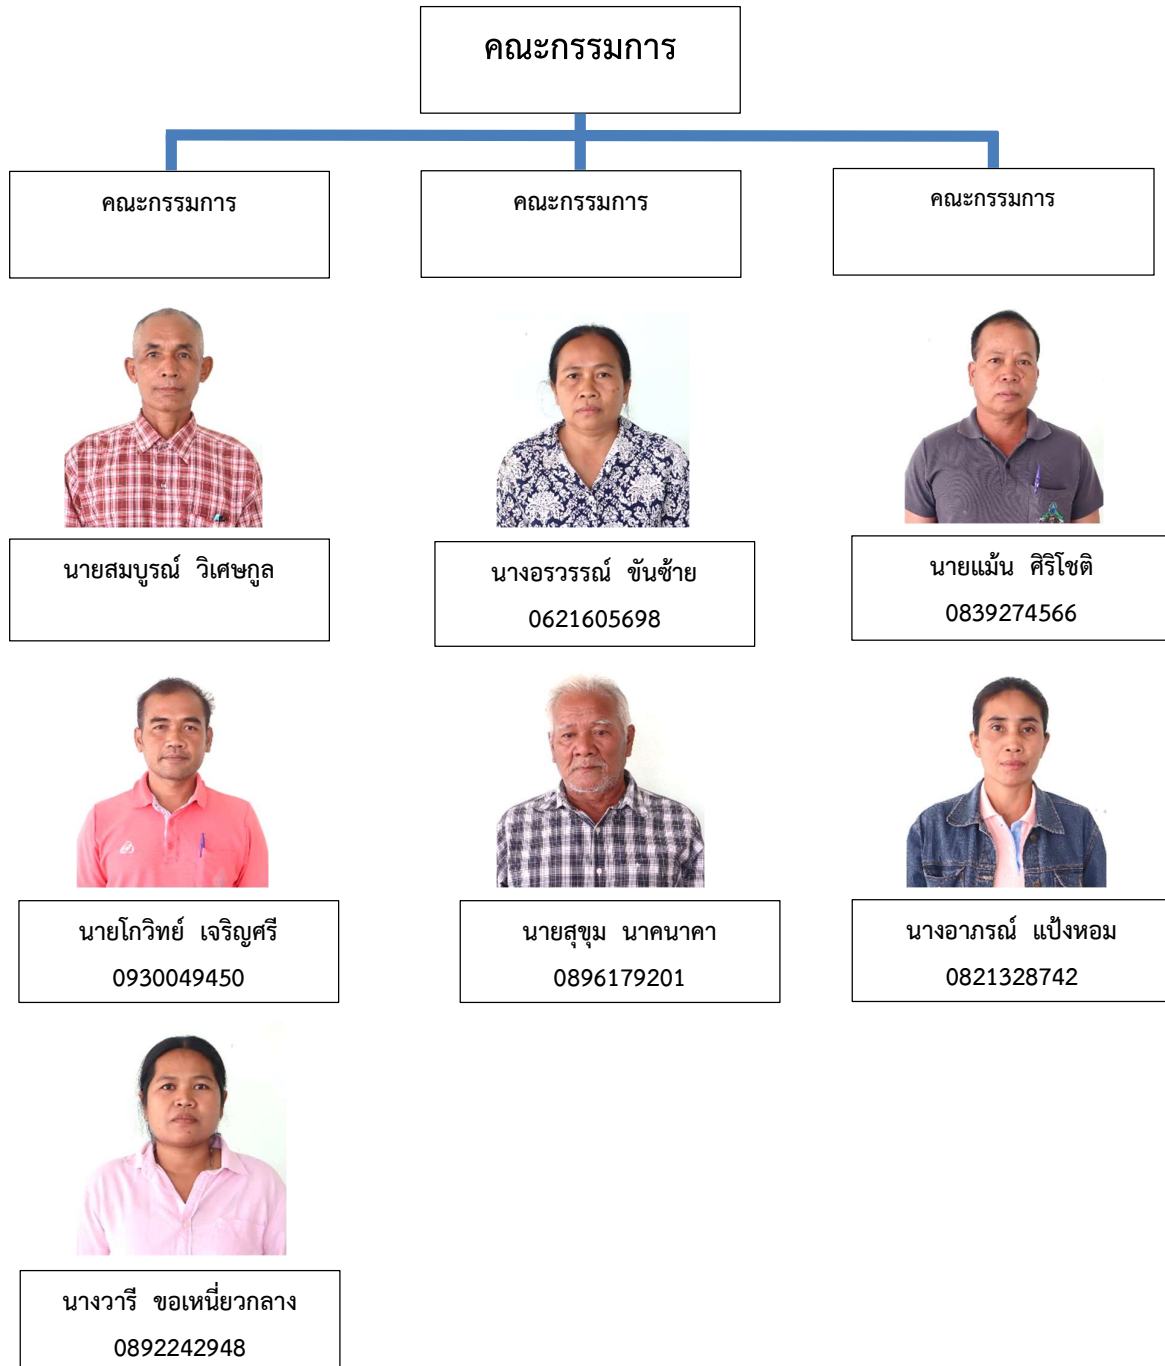 คณะกรรมการ
คณะกรรมการ
คณะกรรมการ
คณะกรรมการ
นายสมบูรณ์ วิเศษกูล
นางอรวรรณ์ ขันซ้าย
0621605698
นายแม้น ศิริโชติ
0839274566
นายโกวิทย์ เจริญศรี
0930049450
นายสุขุม นาคนาคา
0896179201
นางอาภรณ์ แป้งหอม
0821328742
นางวารี ขอเหนี่ยวกลาง
0892242948